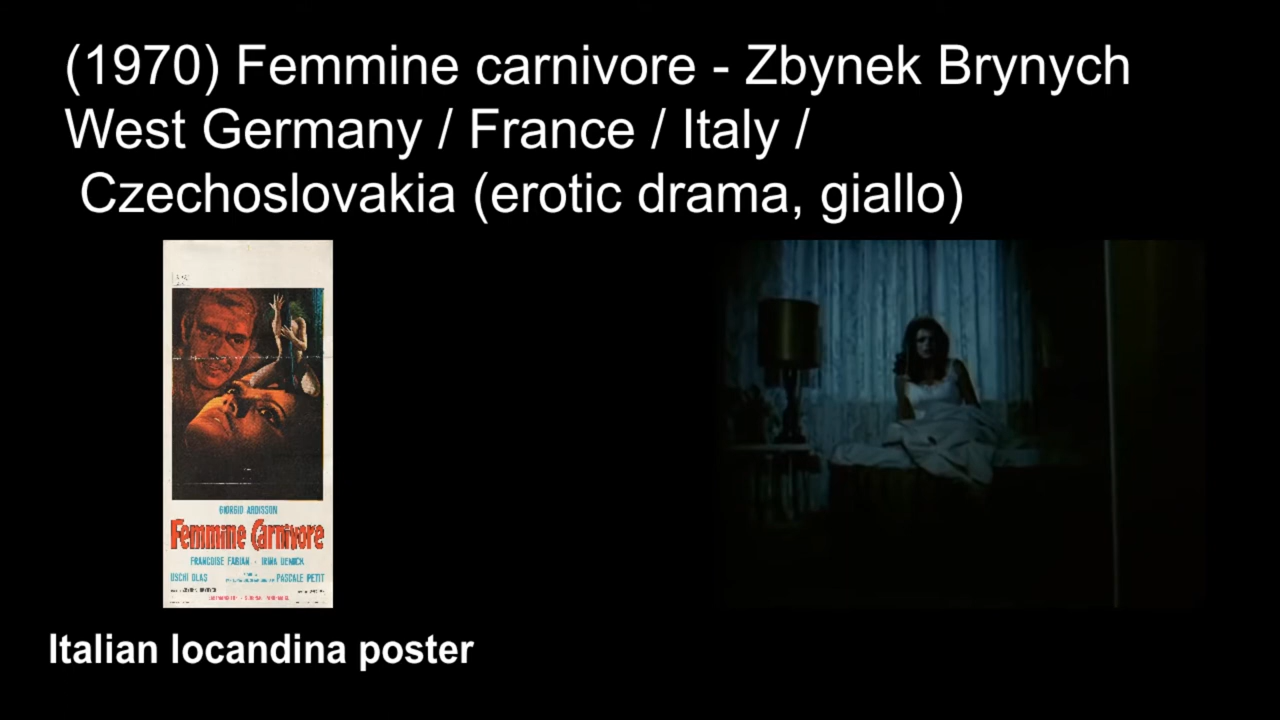 (1970) Femmine carnivore - Zbynek Brynych
West Germany / France / Italy /
Czechoslovakia (erotic drama, giallo)
GIORGIO ARDISSON
Femmine Carnivore
FRANCOISE FABIAN - IRINA DEMICK
USCHI GLAS
PASCALE PETIT
Italian locandina poster